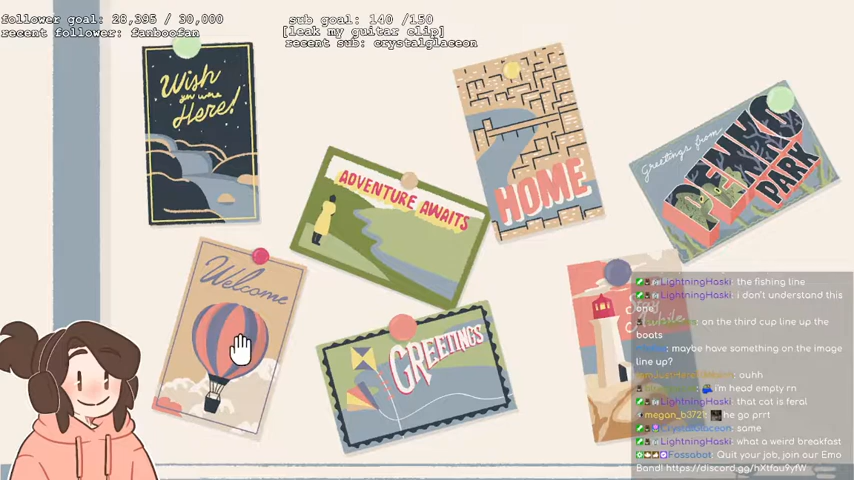 follower goal: 28,395 / 30,000
recent follower: fanboofan
sub goal: 140 /150
[leak my guitar clip]
recent sub: crystalglaceon
Wish
you were
Here!
ADVENTURE AWAITS
HOME
Greetings from
PENKO
PARK
Welcome
GREETINGS
Stay
while
LightningHaski: the fishing line
LightningHaski: i don't understand this
: on the third cup line up the
boats
: maybe have something on the image
line up?
: ouhh
: i'm head empty rn
LightningHaski: that cat is feral
megan_b372: he go prrt
CrystalGlaceon: same
LightningHaski: what a weird breakfast
Fossabot: Quit your job, join our Emo
Band! https://discord.gg/hXtfau9yfW